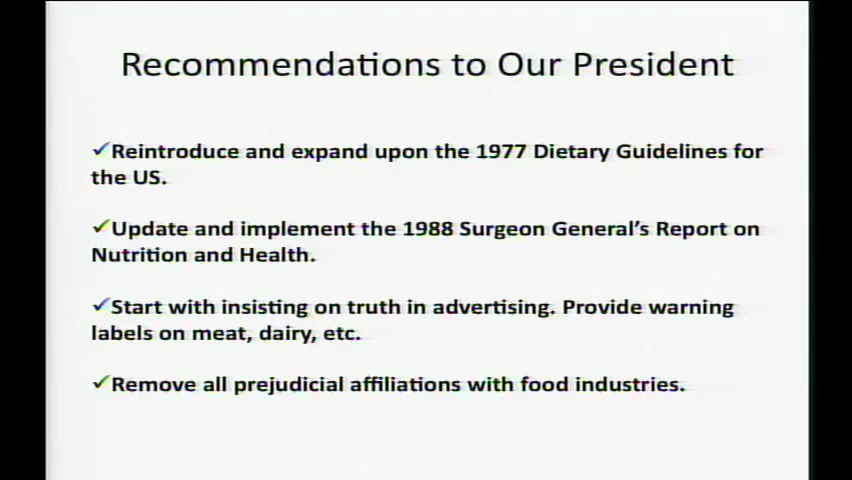 Recommendations to Our President
✓Reintroduce and expand upon the 1977 Dietary Guidelines for
the US.
✓Update and implement the 1988 Surgeon General's Report on
Nutrition and Health.
✓Start with insisting on truth in advertising. Provide warning
labels on meat, dairy, etc.
✓Remove all prejudicial affiliations with food industries.